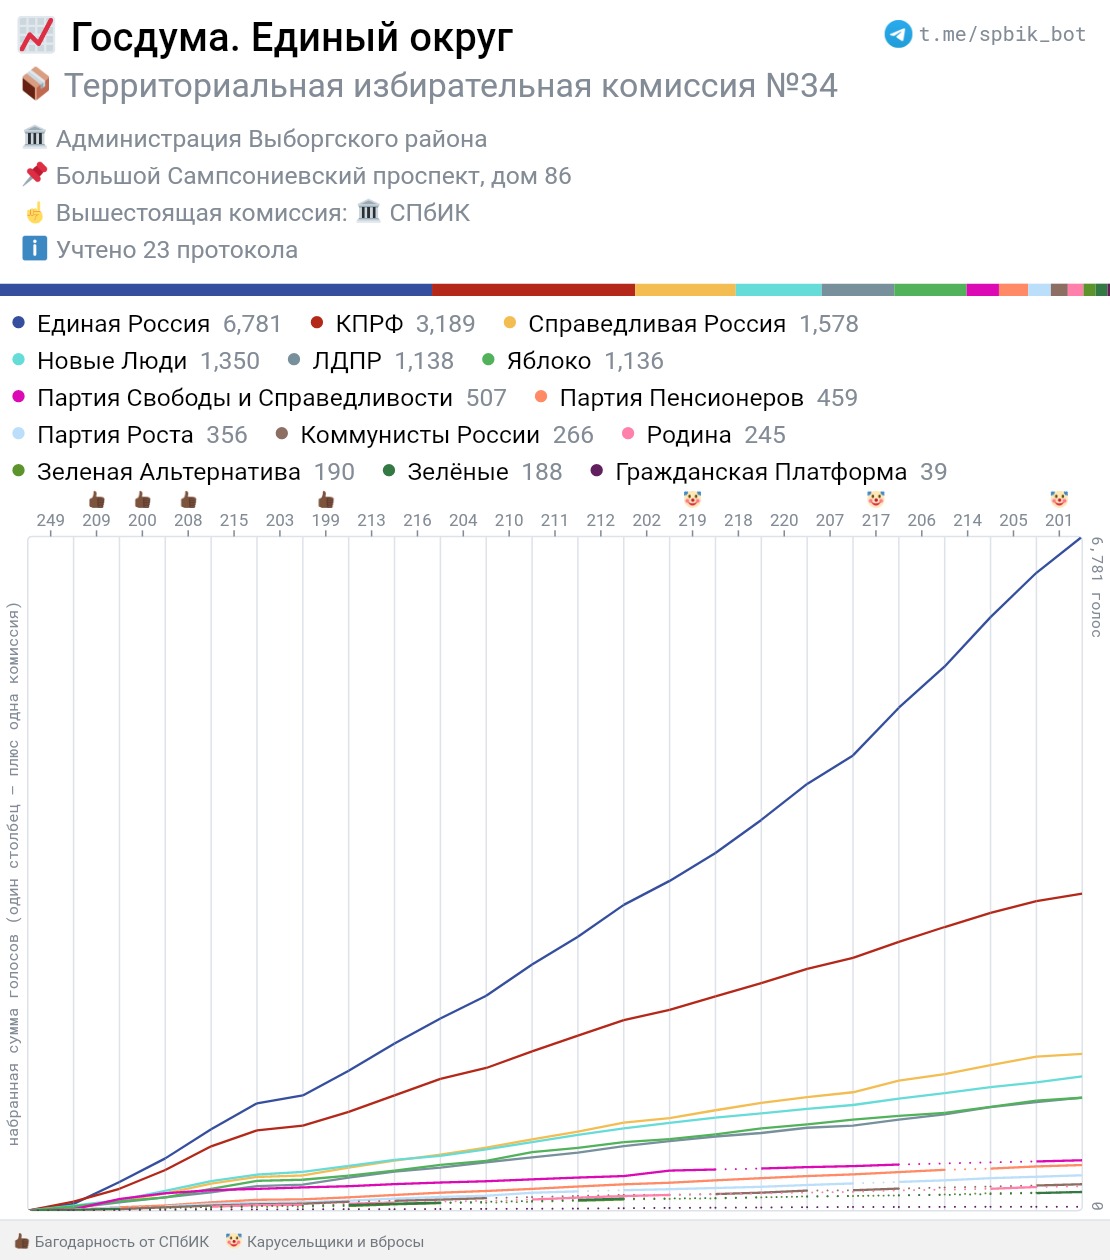 Госдума. Единый округ
t.me/spbik_bot
Территориальная избирательная комиссия №34
Администрация Выборгского района
Большой Сампсониевский проспект, дом 86
Вышестоящая комиссия: СПбИК
Учтено 23 протокола
Единая Россия 6,781 КПРФ 3,189 Справедливая Россия 1,578
Новые Люди 1,350 ЛДПР 1,138 Яблоко 1,136
Партия Свободы и Справедливости 507 Партия Пенсионеров 459
Партия Роста 356 Коммунисты России 266 Родина 245
Зеленая Альтернатива 190 Зелёные 188 Гражданская Платформа 39
249 209 200 208 215 203 199 213 216 204 210 211 212 202 219 218 220 207 217 206 214 205 201
набранная сумма голосов (один столбец – плюс одна комиссия)
6,781 голос
0
Багодарность от СПбИК Карусельщики и вбросы